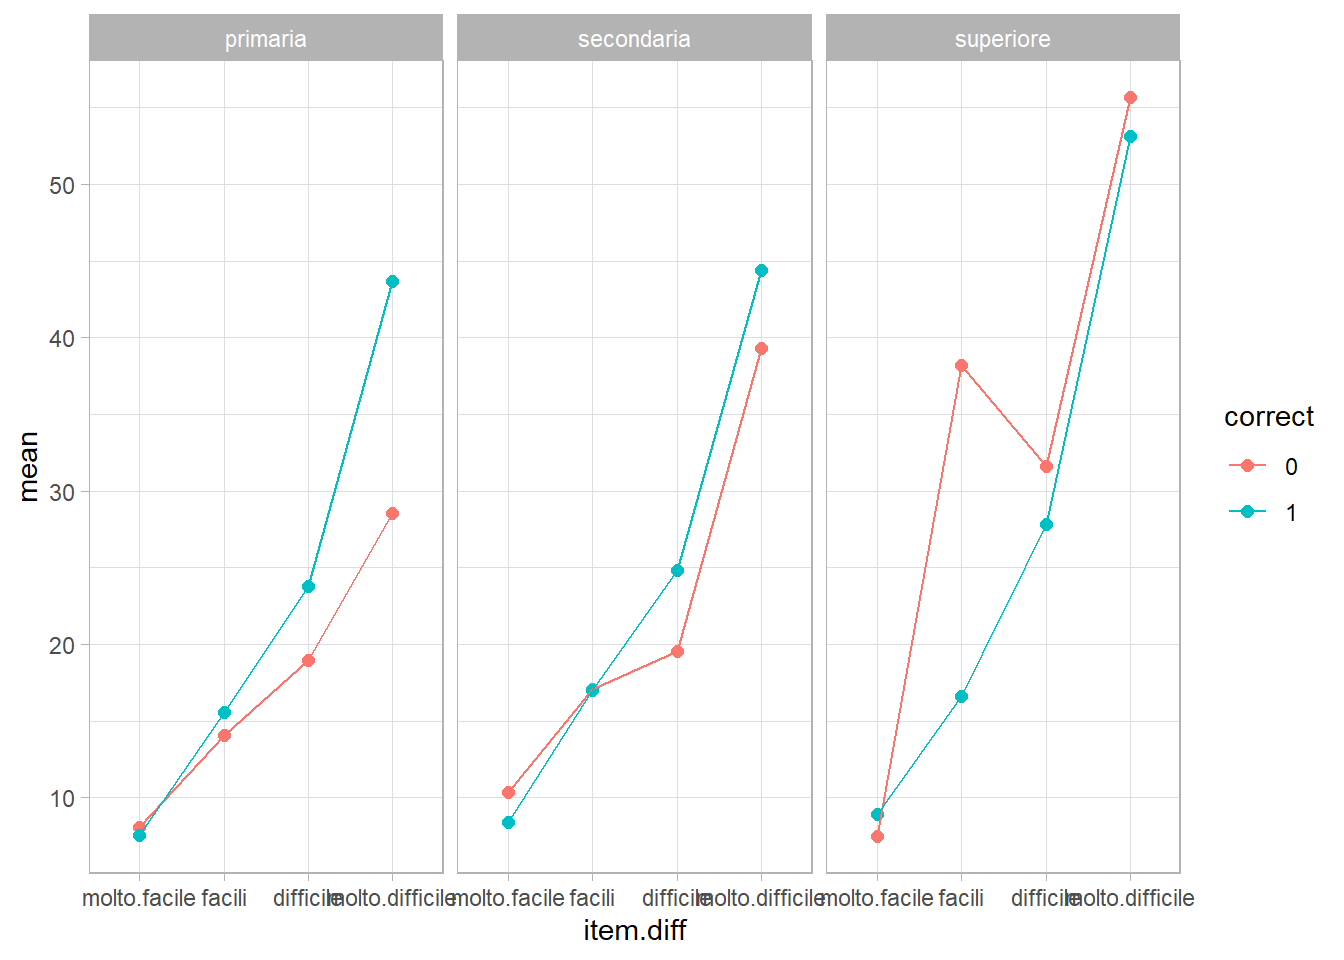 primaria secondaria superiore
50
40
30
20
10
mean
molto.facile facili difficile molto.difficile molto.facile facili difficile molto.difficile molto.facile facili difficile molto.difficile
item.diff
correct
0
1